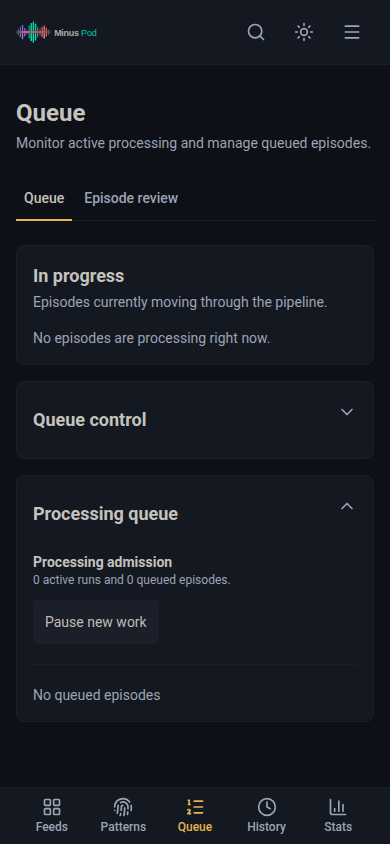 Minus Pod
Queue
Monitor active processing and manage queued episodes.
Queue Episode review
In progress
Episodes currently moving through the pipeline.
No episodes are processing right now.
Queue control
Processing queue
Processing admission
0 active runs and 0 queued episodes.
Pause new work
No queued episodes
Feeds Patterns Queue History Stats